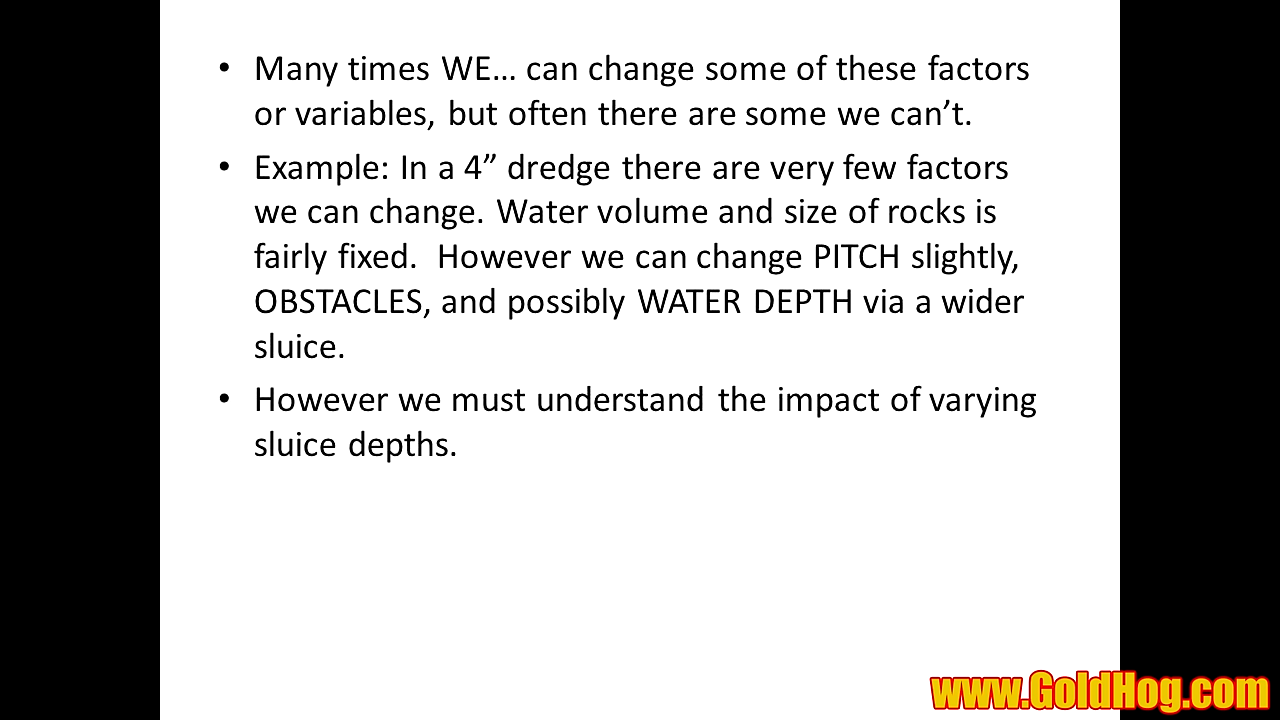 • Many times WE... can change some of these factors
or variables, but often there are some we can’t.
• Example: In a 4” dredge there are very few factors
we can change. Water volume and size of rocks is
fairly fixed.  However we can change PITCH slightly,
OBSTACLES, and possibly WATER DEPTH via a wider
sluice.
• However we must understand the impact of varying
sluice depths.
www.GoldHog.com